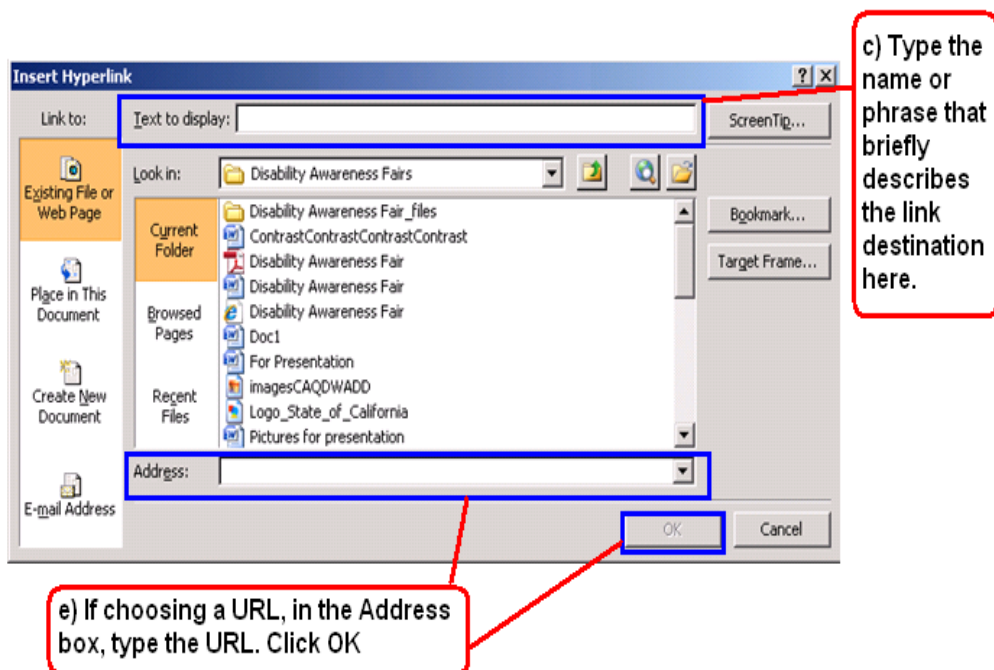 c) Type the
name or
phrase that
briefly
describes
the link
destination
here.
Insert Hyperlink
Link to:
Text to display:
ScreenTip...
Existing File or
Web Page
Look in:
Disability Awareness Fairs
Current
Folder
Browsed
Pages
Recent
Files
Disability Awareness Fair_files
ContrastContrastContrastContrast
Disability Awareness Fair
Disability Awareness Fair
Disability Awareness Fair
Doc1
For Presentation
imagesCAQDWADD
Logo_State_of_California
Pictures for presentation
Bookmark...
Target Frame...
Place in This
Document
Create New
Document
E-mail Address
Address:
OK
Cancel
e) If choosing a URL, in the Address
box, type the URL. Click OK